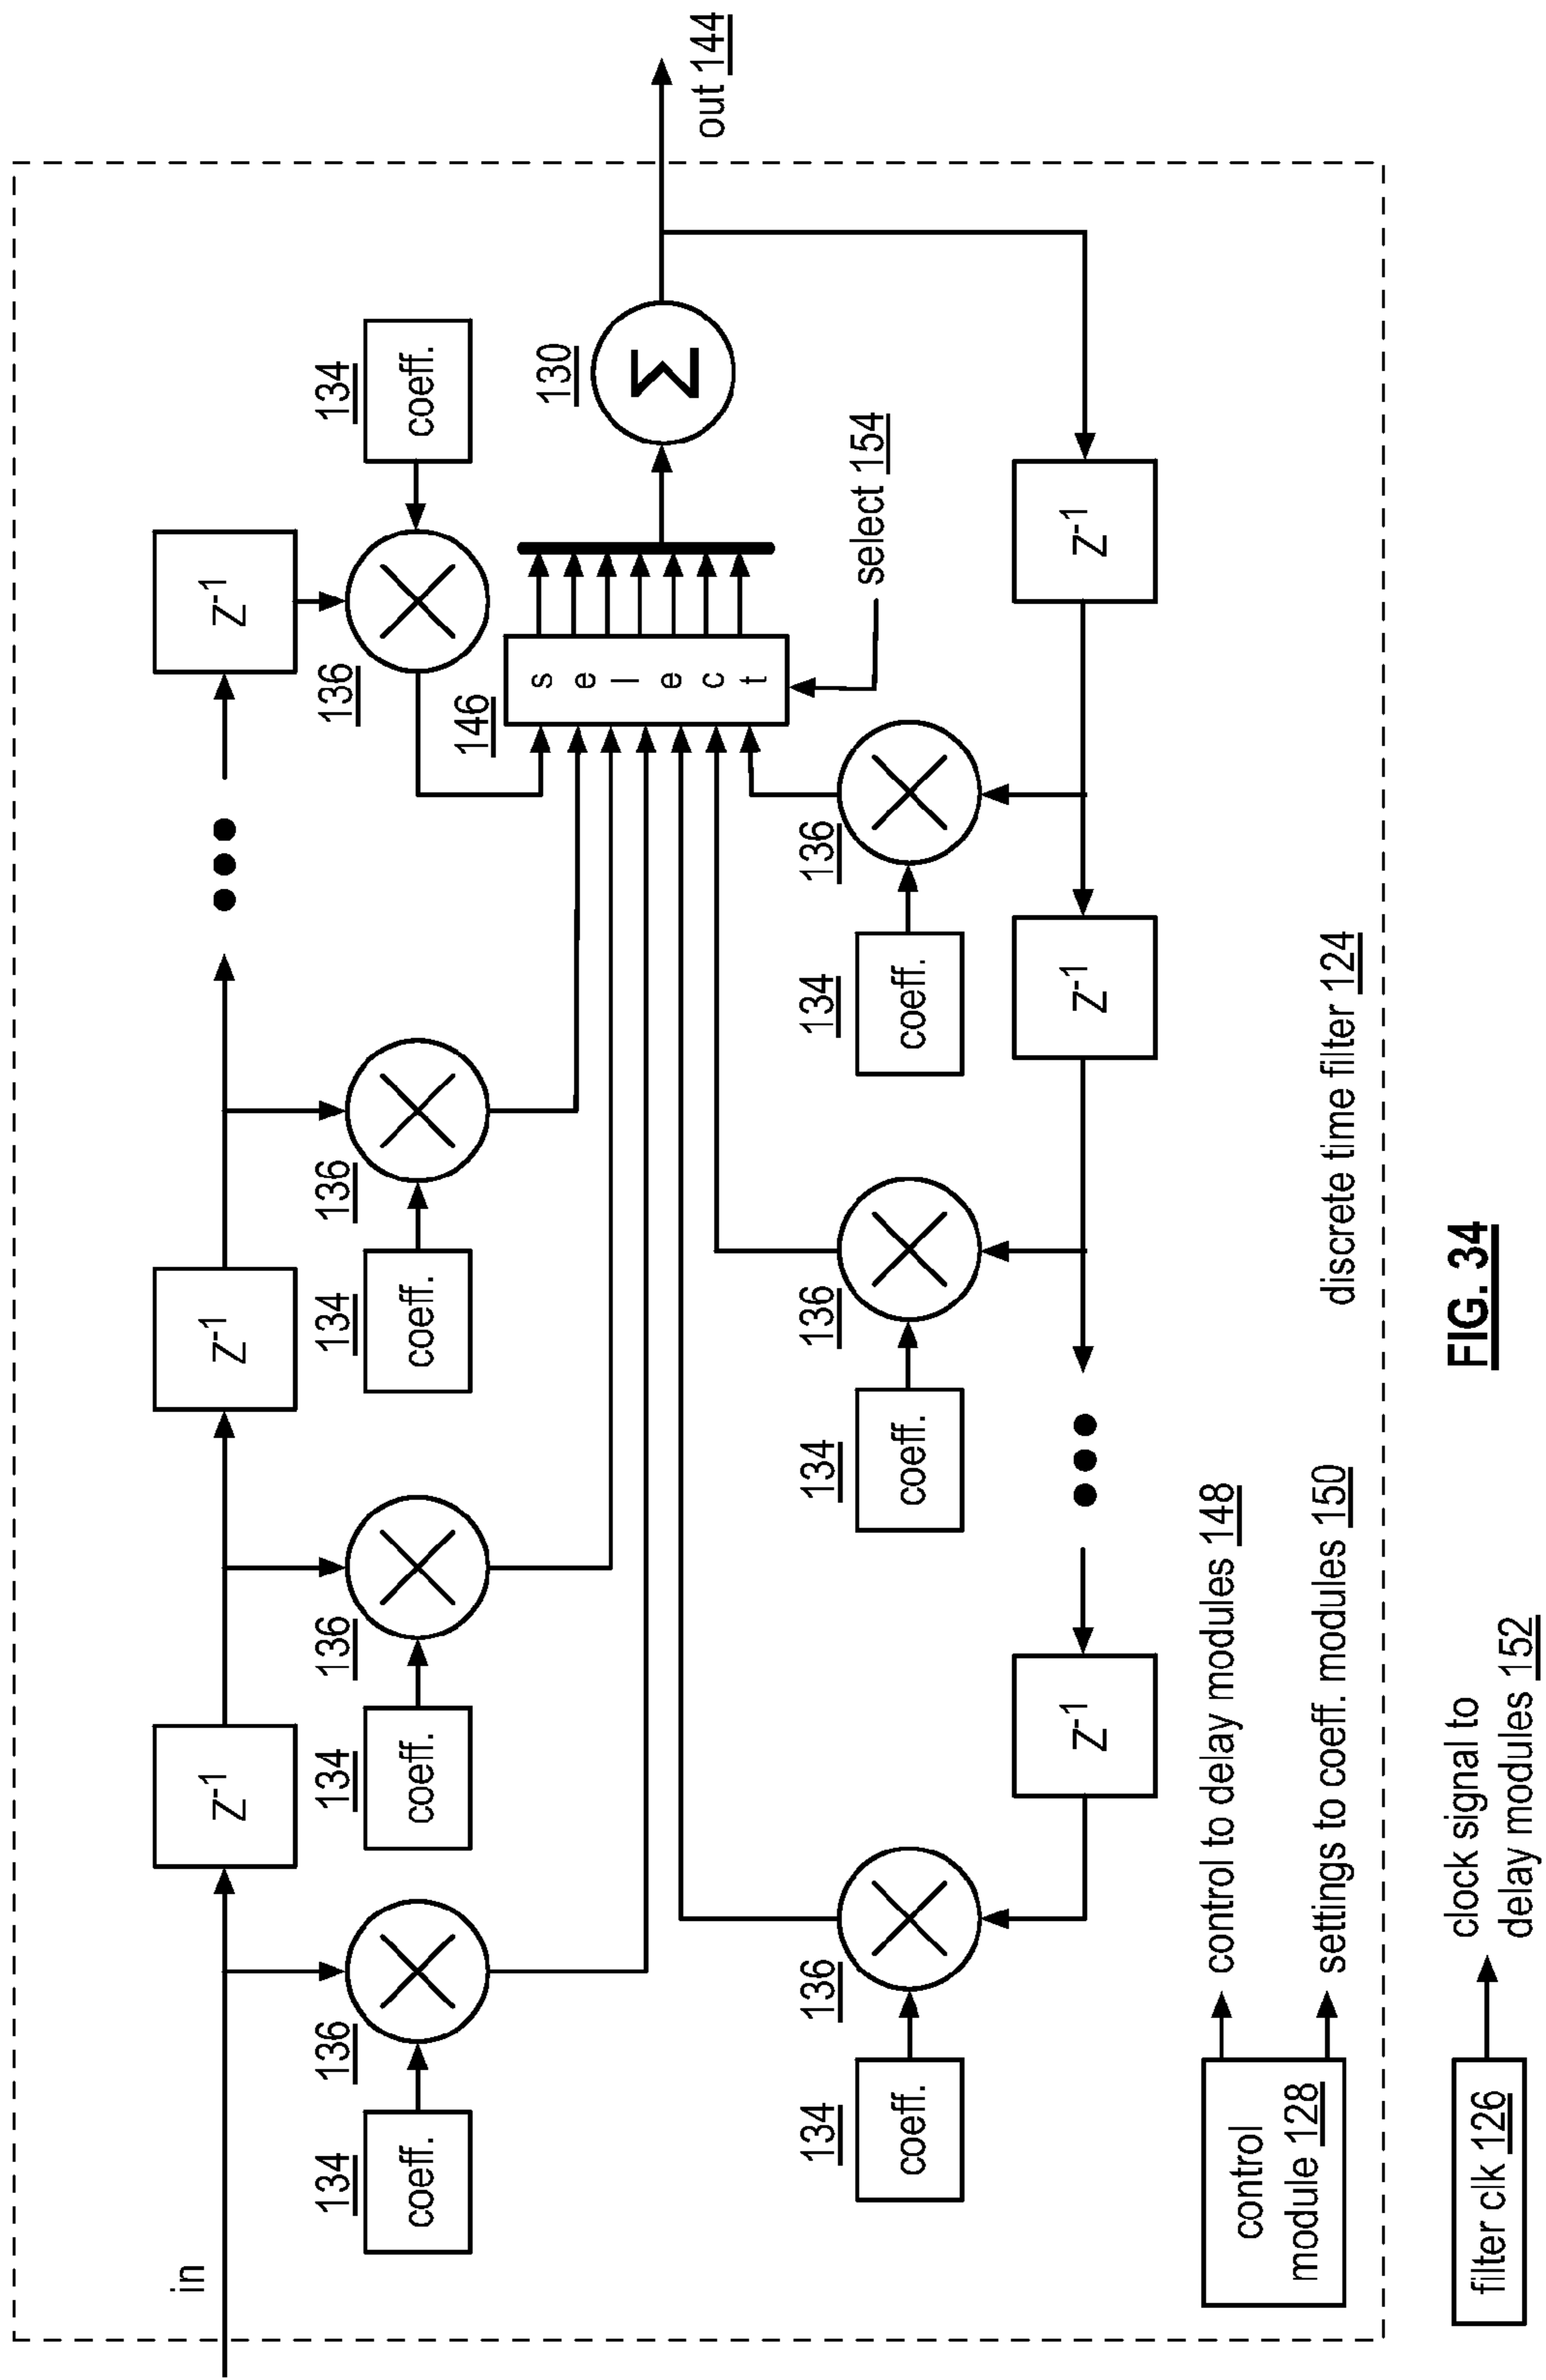 in
Z-1
Z-1
Z-1
134
coeff.
136
134
coeff.
136
134
coeff.
136
136
134
coeff.
146
s
e
l
e
c
t
130
Σ
out 144
select 154
134
coeff.
136
134
coeff.
136
134
coeff.
136
Z-1
Z-1
Z-1
control
module 128
control to delay modules 148
settings to coeff. modules 150
discrete time filter 124
filter clk 126
clock signal to
delay modules 152
FIG. 34